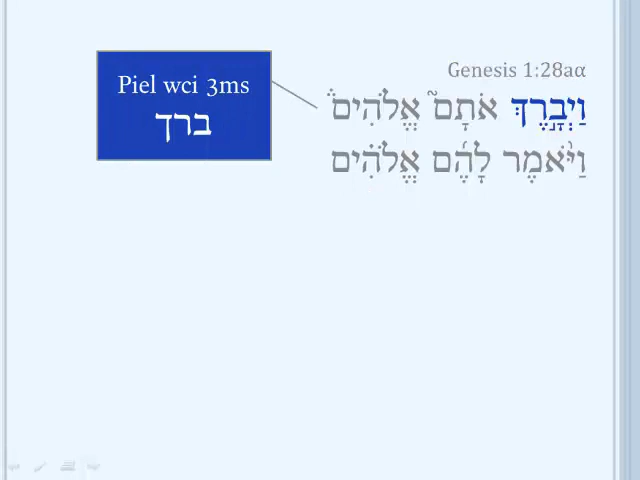 Genesis 1:28aα
Piel wci 3ms
ברך
וַיְבָ֣רֶךְ אֹתָם֮ אֱלֹהִים֒
וַיֹּ֨אמֶר לָהֶ֜ם אֱלֹהִ֗ים